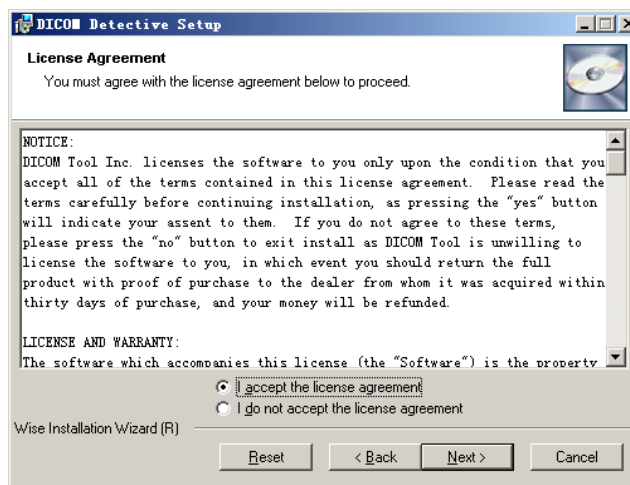 DICOM Detective Setup
License Agreement
You must agree with the license agreement below to proceed.
NOTICE:
DICOM Tool Inc. licenses the software to you only upon the condition that you
accept all of the terms contained in this license agreement.  Please read the
terms carefully before continuing installation, as pressing the "yes" button
will indicate your assent to them.  If you do not agree to these terms,
please press the "no" button to exit install as DICOM Tool is unwilling to
license the software to you, in which event you should return the full
product with proof of purchase to the dealer from whom it was acquired within
thirty days of purchase, and your money will be refunded.
LICENSE AND WARRANTY:
The software which accompanies this license (the "Software") is the property
I accept the license agreement
I do not accept the license agreement
Wise Installation Wizard (R)
Reset
< Back
Next >
Cancel